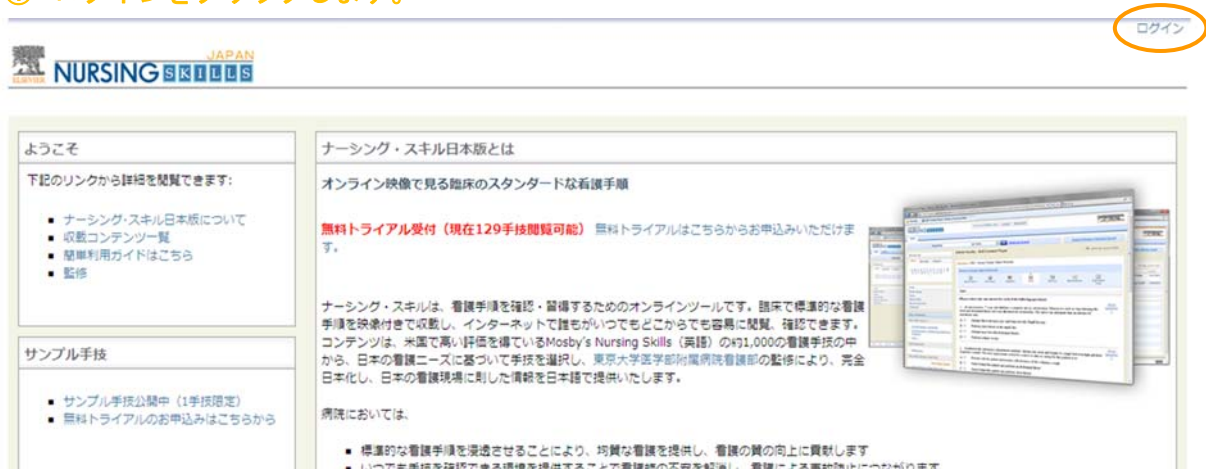 ログイン
ELSEVIER
JAPAN
NURSING SKILLS
ようこそ
下記のリンクから詳細を閲覧できます:
■ ナーシング・スキル日本版について
■ 収載コンテンツ一覧
■ 簡単利用ガイドはこちら
■ 監修
サンプル手技
■ サンプル手技公開中（1手技限定）
■ 無料トライアルのお申込みはこちらから
ナーシング・スキル日本版とは
オンライン映像で見る臨床のスタンダードな看護手順
無料トライアル受付（現在129手技閲覧可能） 無料トライアルはこちらからお申込みいただけま
す。
ナーシング・スキルは、看護手順を確認・習得するためのオンラインツールです。臨床で標準的な看護
手順を映像付きで収載し、インターネットで誰もがいつでもどこからでも容易に閲覧、確認できます。
コンテンツは、米国で高い評価を得ているMosby's Nursing Skills（英語）の約1,000の看護手技の中
から、日本の看護ニーズに基づいて手技を選択し、東京大学医学部附属病院看護部の監修により、完全
日本化し、日本の看護現場に則した情報を日本語で提供いたします。
病院においては、
■ 標準的な看護手順を浸透させることにより、均質な看護を提供し、看護の質の向上に貢献します